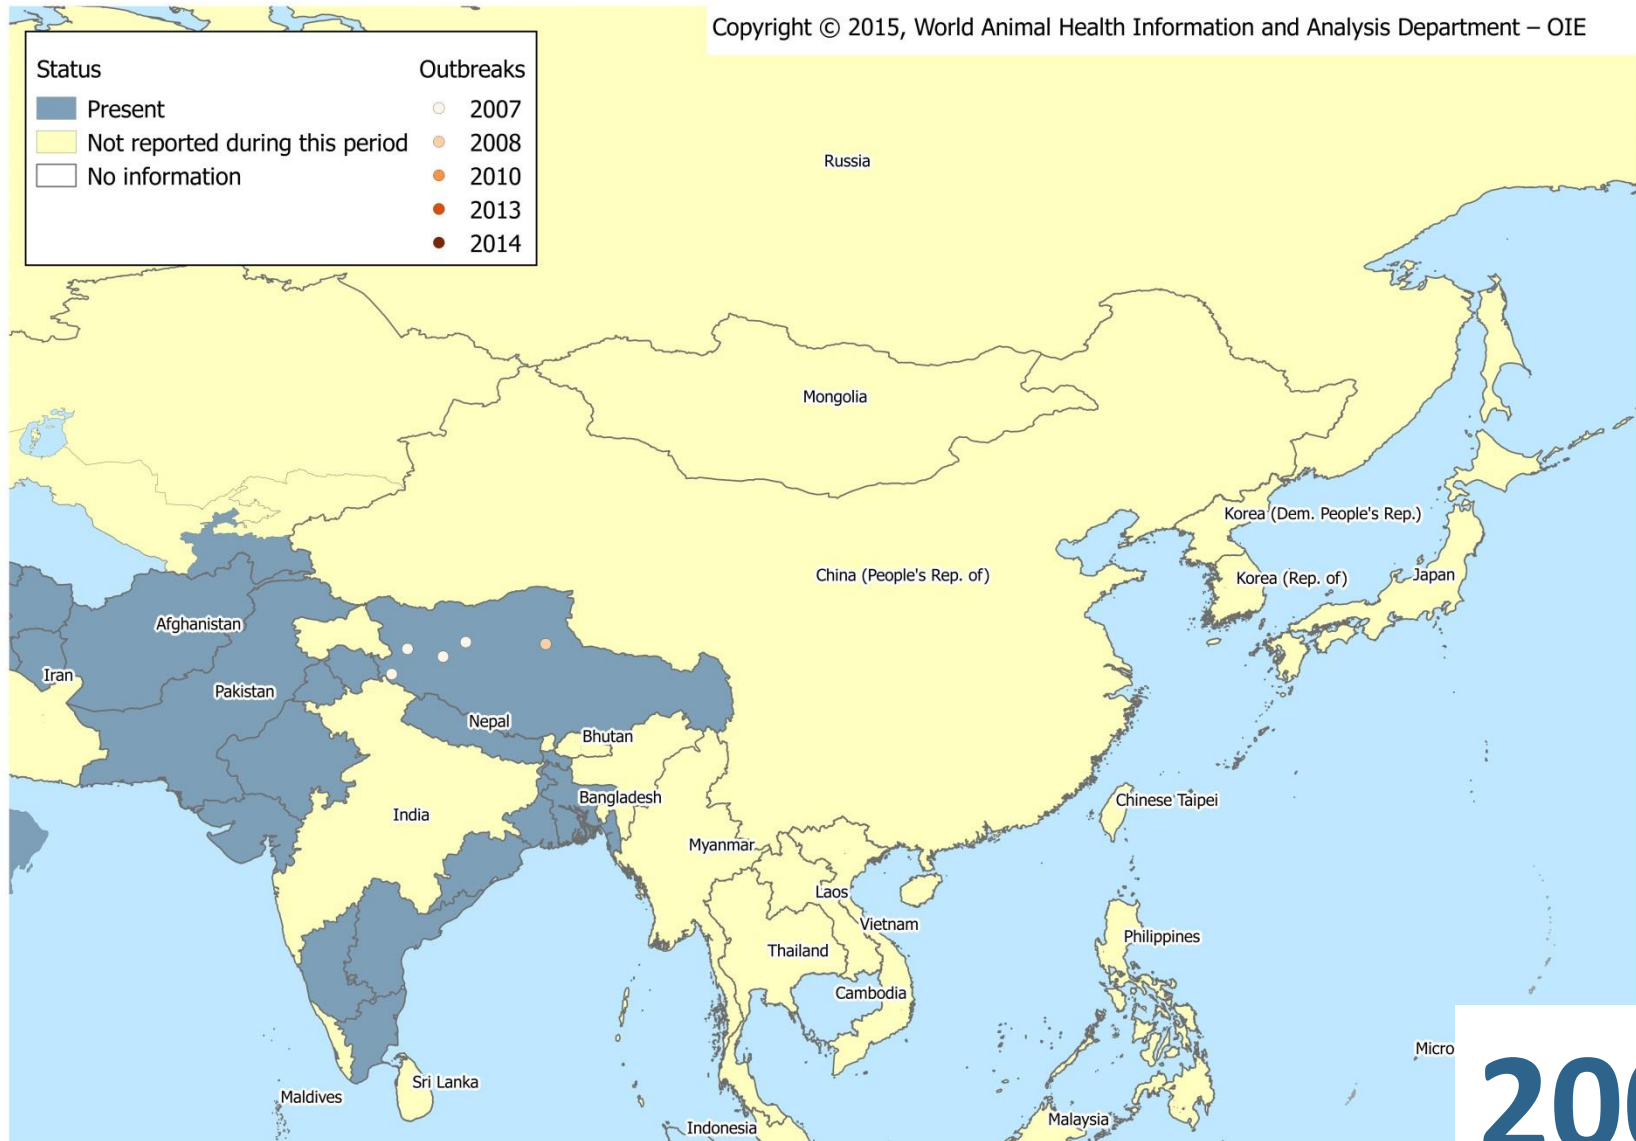 Copyright © 2015, World Animal Health Information and Analysis Department – OIE
Status
Outbreaks
Present
2007
Not reported during this period
2008
No information
2010
2013
2014
Russia
Mongolia
Korea (Dem. People's Rep.)
China (People's Rep. of)
Korea (Rep. of)
Japan
Afghanistan
Iran
Pakistan
Nepal
Bhutan
Bangladesh
Chinese Taipei
India
Myanmar
Laos
Vietnam
Philippines
Thailand
Cambodia
Micro
Sri Lanka
Maldives
Malaysia
Indonesia
200